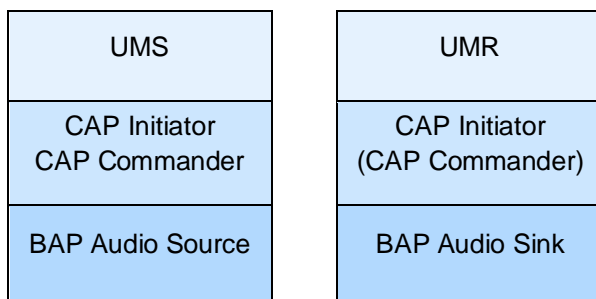 UMS
CAP Initiator
CAP Commander
BAP Audio Source
UMR
CAP Initiator
(CAP Commander)
BAP Audio Sink